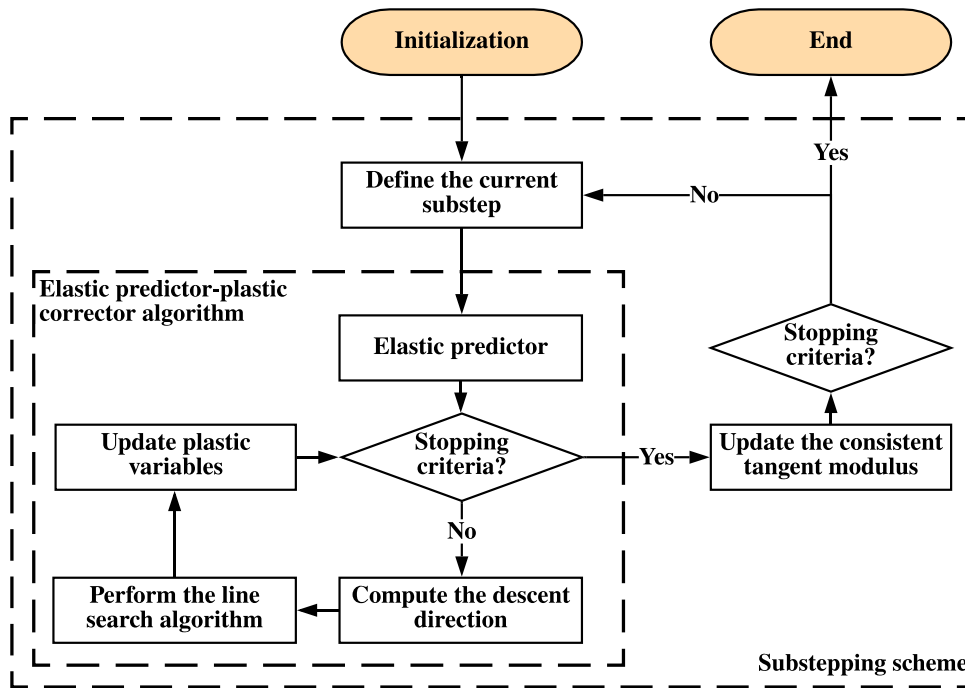 Initialization
End
Yes
Define the current
substep
No
Elastic predictor-plastic
corrector algorithm
Elastic predictor
Stopping
criteria?
Update plastic
variables
Stopping
criteria?
Yes
Update the consistent
tangent modulus
No
Perform the line
search algorithm
Compute the descent
direction
Substepping scheme